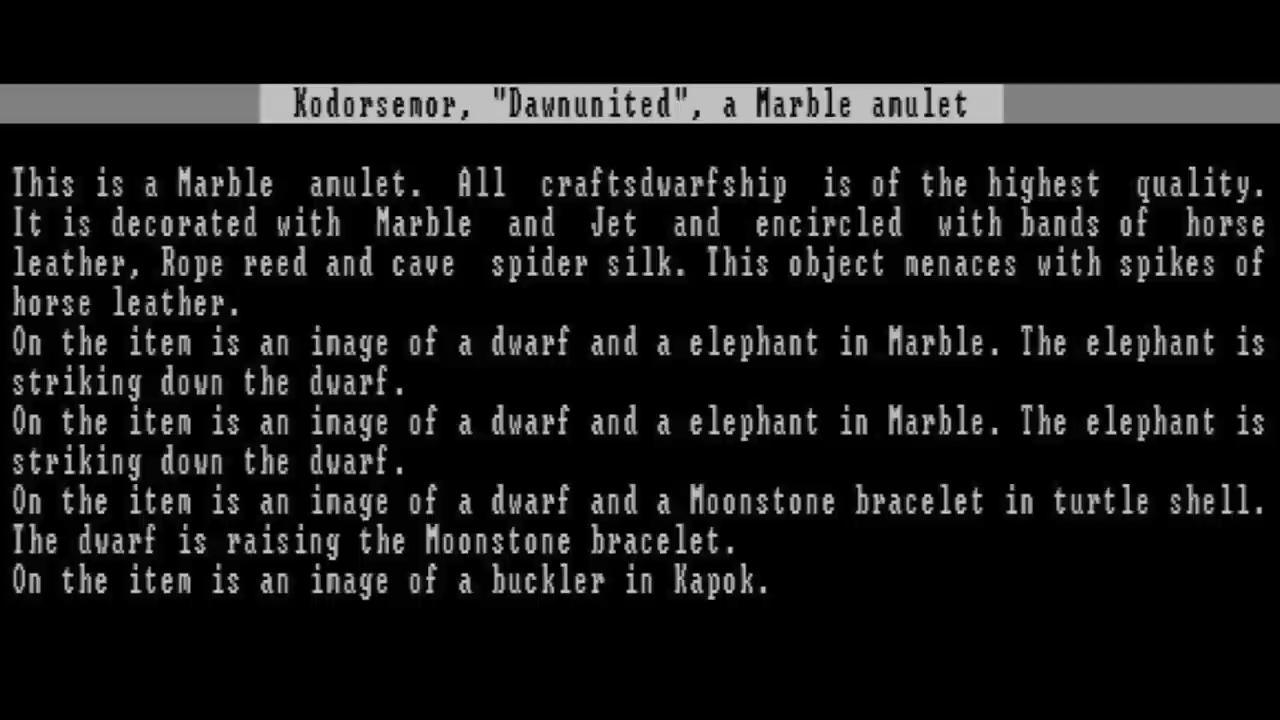 Kodorsemor, "Dawnunited", a Marble amulet
This is a Marble amulet. All craftsdwarfship is of the highest quality.
It is decorated with Marble and Jet and encircled with bands of horse
leather, Rope reed and cave spider silk. This object menaces with spikes of
horse leather.
On the item is an image of a dwarf and a elephant in Marble. The elephant is
striking down the dwarf.
On the item is an image of a dwarf and a elephant in Marble. The elephant is
striking down the dwarf.
On the item is an image of a dwarf and a Moonstone bracelet in turtle shell.
The dwarf is raising the Moonstone bracelet.
On the item is an image of a buckler in Kapok.